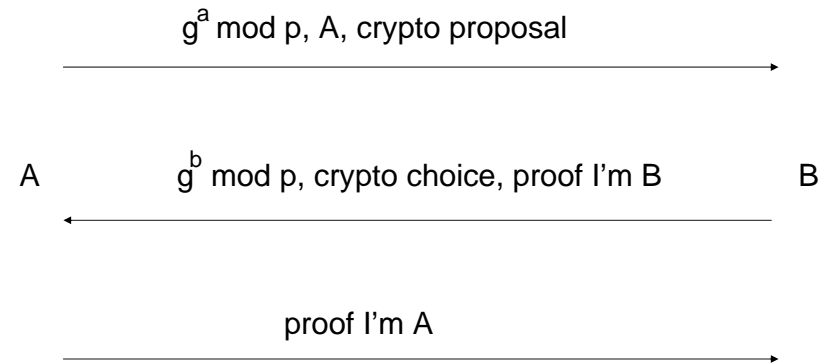 g^a mod p, A, crypto proposal
A g^b mod p, crypto choice, proof I'm B B
proof I'm A